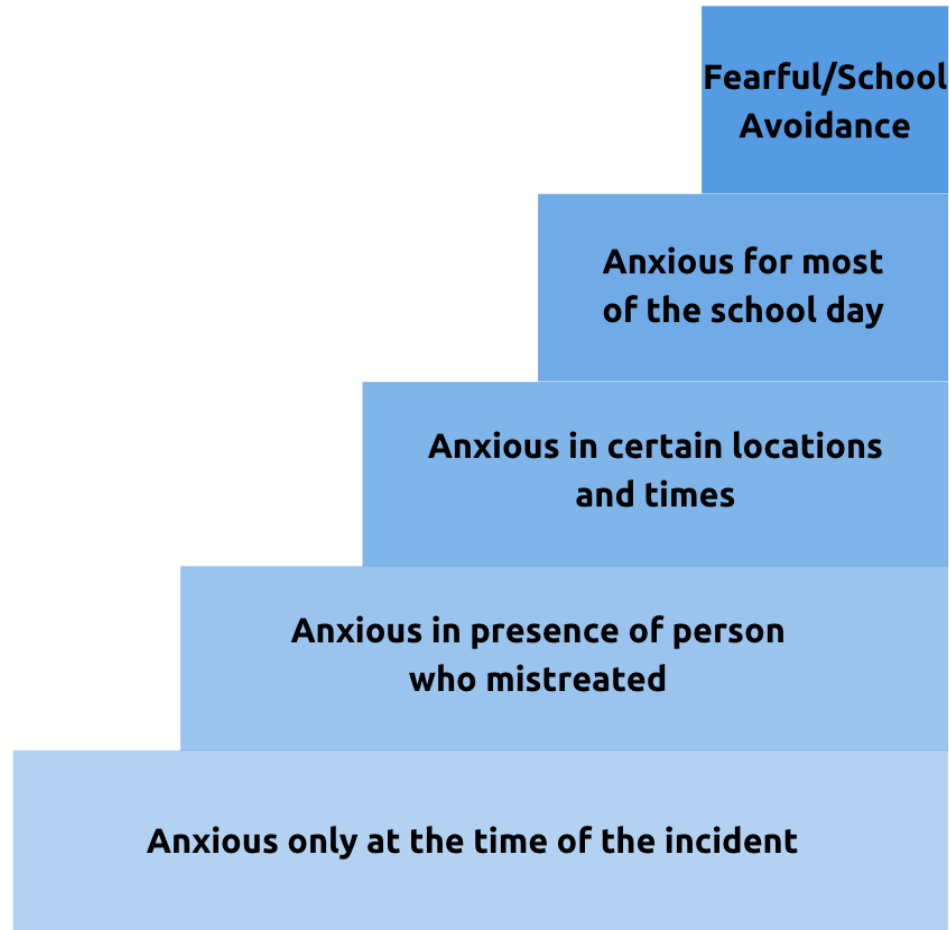 Fearful/School
Avoidance
Anxious for most
of the school day
Anxious in certain locations
and times
Anxious in presence of person
who mistreated
Anxious only at the time of the incident